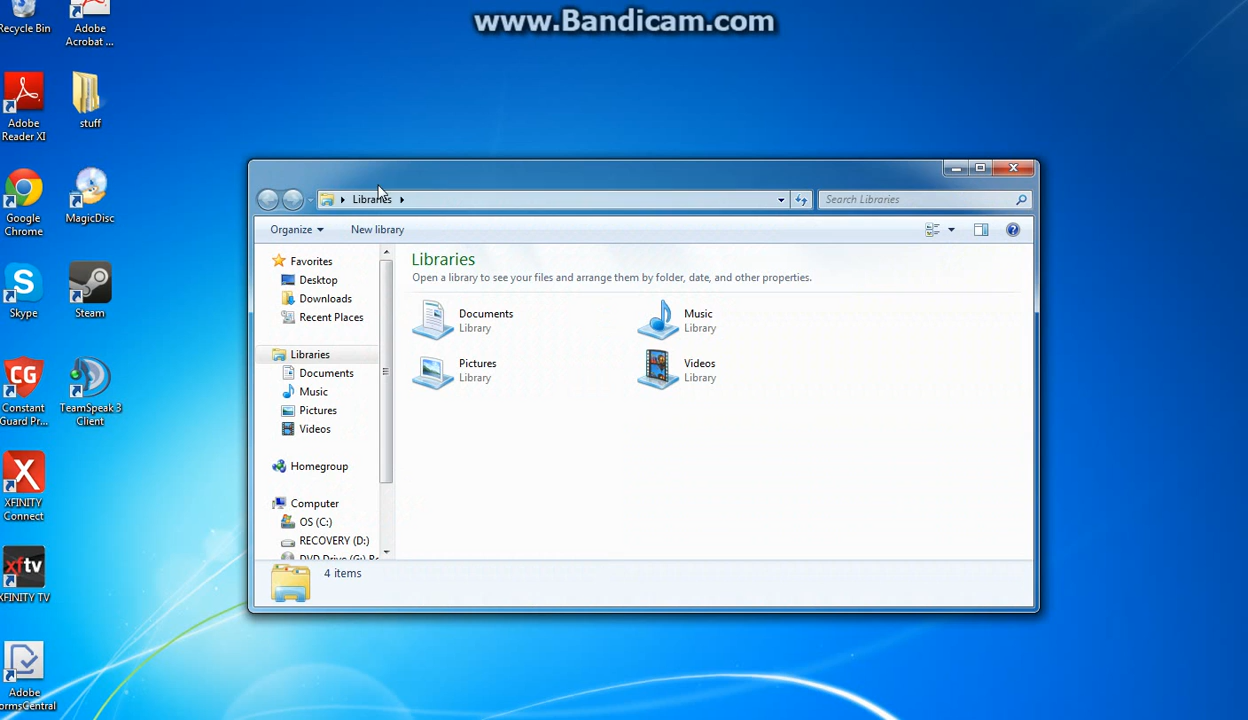 www.Bandicam.com
Recycle Bin
Adobe
Acrobat ...
Adobe
Reader XI
stuff
Google
Chrome
MagicDisc
Skype
Steam
CG
Constant
Guard Pr...
TeamSpeak 3
Client
XFINITY
Connect
xftv
XFINITY TV
Adobe
FormsCentral
Libraries
Search Libraries
Organize
New library
Favorites
Desktop
Downloads
Recent Places
Libraries
Documents
Music
Pictures
Videos
Homegroup
Computer
OS (C:)
RECOVERY (D:)
DVD Drive (G:)
Libraries
Open a library to see your files and arrange them by folder, date, and other properties.
Documents
Library
Music
Library
Pictures
Library
Videos
Library
4 items